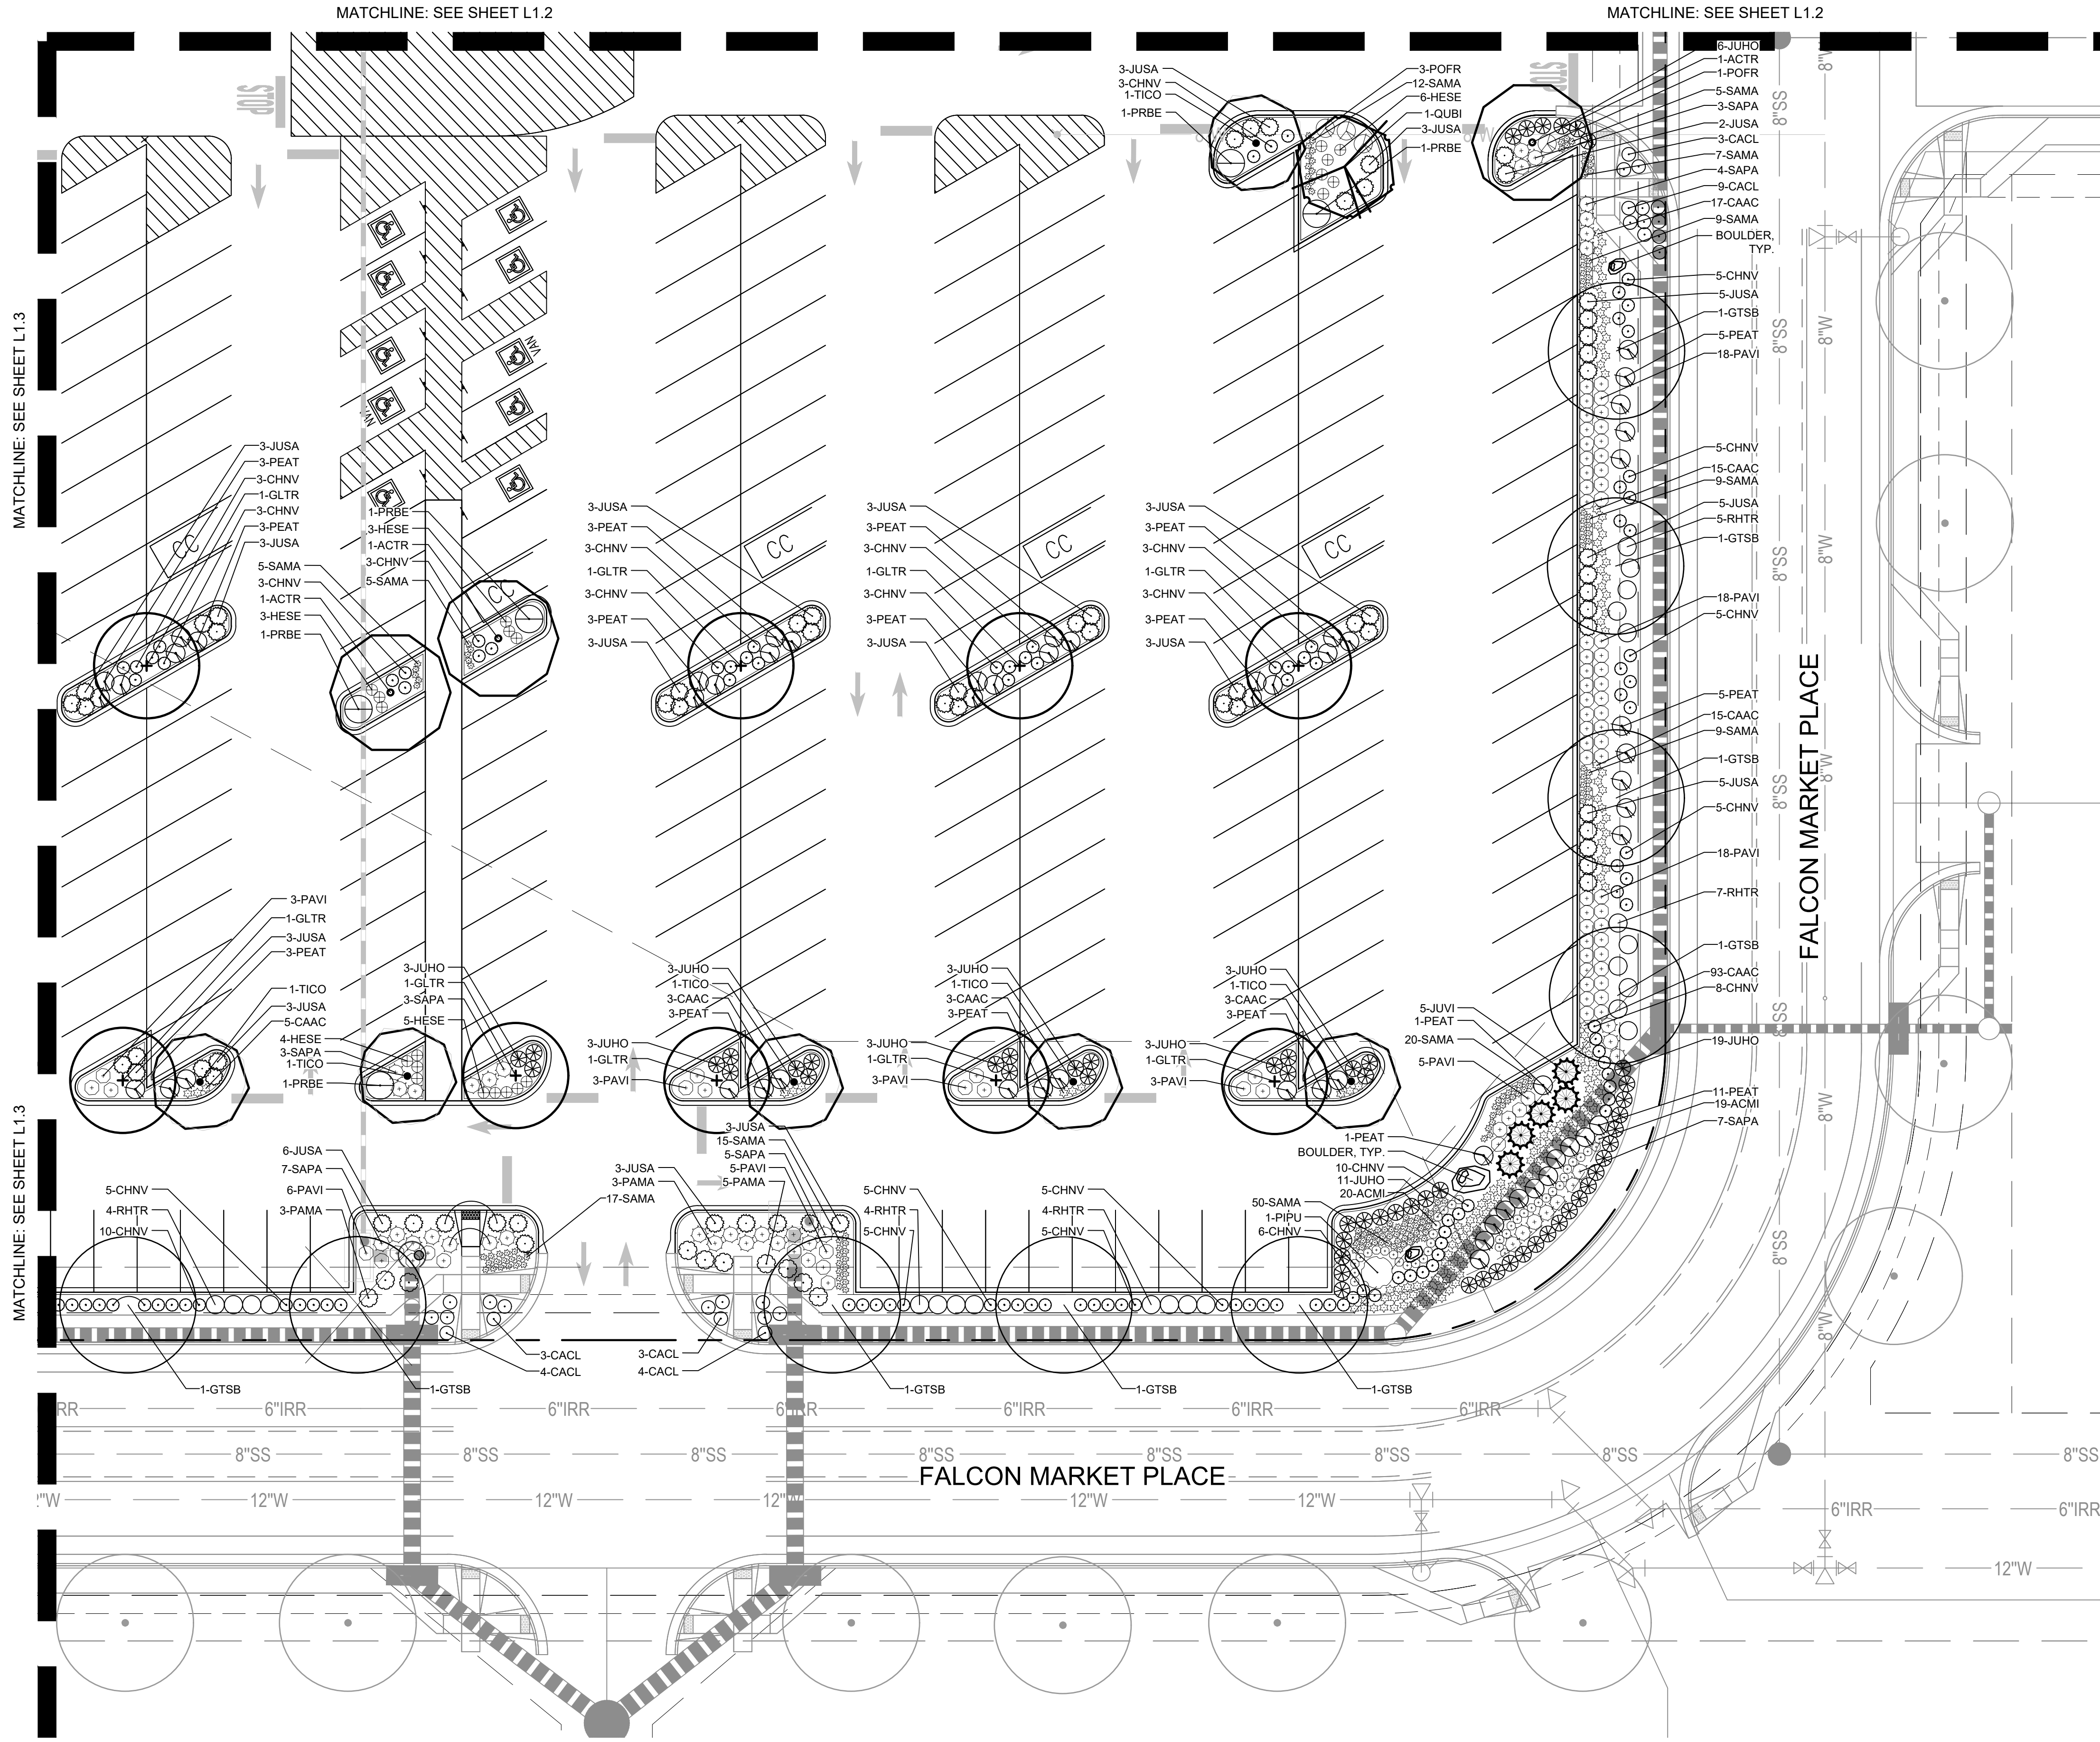 MATCHLINE: SEE SHEET L1.2
MATCHLINE: SEE SHEET L1.2
MATCHLINE: SEE SHEET L1.3
MATCHLINE: SEE SHEET L1.3
STOP
STOP
3-JUSA
3-CHNV
1-TICO
1-PRBE
3-POFR
12-SAMA
6-HESE
1-QUBI
3-JUSA
1-PRBE
6-JUHO
1-ACTR
1-POFR
5-SAMA
3-SAPA
2-JUSA
3-CACL
7-SAMA
4-SAPA
9-CACL
17-CAAC
9-SAMA
BOULDER,
TYP.
5-CHNV
5-JUSA
1-GTSB
5-PEAT
18-PAVI
5-CHNV
15-CAAC
9-SAMA
5-JUSA
5-RHTR
1-GTSB
18-PAVI
5-CHNV
5-PEAT
15-CAAC
9-SAMA
1-GTSB
5-JUSA
5-CHNV
18-PAVI
7-RHTR
1-GTSB
93-CAAC
8-CHNV
19-JUHO
11-PEAT
19-ACMI
7-SAPA
VAN
VAN
3-JUSA
3-PEAT
3-CHNV
1-GLTR
3-CHNV
3-PEAT
3-JUSA
CC
1-PRBE
3-HESE
1-ACTR
3-CHNV
5-SAMA
CC
5-SAMA
3-CHNV
1-ACTR
3-HESE
1-PRBE
3-JUSA
3-PEAT
3-CHNV
1-GLTR
3-CHNV
3-PEAT
3-JUSA
CC
3-JUSA
3-PEAT
3-CHNV
1-GLTR
3-CHNV
3-PEAT
3-JUSA
CC
3-JUSA
3-PEAT
3-CHNV
1-GLTR
3-CHNV
3-PEAT
3-JUSA
CC
3-PAVI
1-GLTR
3-JUSA
3-PEAT
1-TICO
3-JUSA
5-CAAC
4-HESE
3-SAPA
1-TICO
1-PRBE
3-JUHO
1-GLTR
3-SAPA
5-HESE
3-JUHO
1-TICO
3-CAAC
3-PEAT
3-JUHO
1-GLTR
3-PAVI
3-JUHO
1-TICO
3-CAAC
3-PEAT
3-JUHO
1-GLTR
3-PAVI
3-JUHO
1-TICO
3-CAAC
3-PEAT
3-JUHO
1-GLTR
3-PAVI
5-JUVI
1-PEAT
20-SAMA
5-PAVI
1-PEAT
BOULDER, TYP.
10-CHNV
11-JUHO
20-ACMI
50-SAMA
1-PIPU
6-CHNV
6-JUSA
7-SAPA
6-PAVI
3-PAMA
5-CHNV
4-RHTR
10-CHNV
17-SAMA
3-JUSA
15-SAMA
5-SAPA
5-PAVI
5-PAMA
3-JUSA
3-PAMA
5-CHNV
4-RHTR
5-CHNV
5-CHNV
4-RHTR
5-CHNV
3-CACL
4-CACL
3-CACL
4-CACL
1-GTSB
1-GTSB
1-GTSB
1-GTSB
1-GTSB
FALCON MARKET PLACE
8"SS
8"SS
8"SS
8"SS
8"SS
8"W
8"W
8"W
8"W
8"W
8"W
RR
6"IRR
6"IRR
6"IRR
6"IRR
6"IRR
6"IRR
8"SS
8"SS
8"SS
8"SS
8"SS
8"SS
8"SS
8"SS
FALCON MARKET PLACE
"W
12"W
12"W
12"W
12"W
12"W
6"IRR
6"IRR
12"W